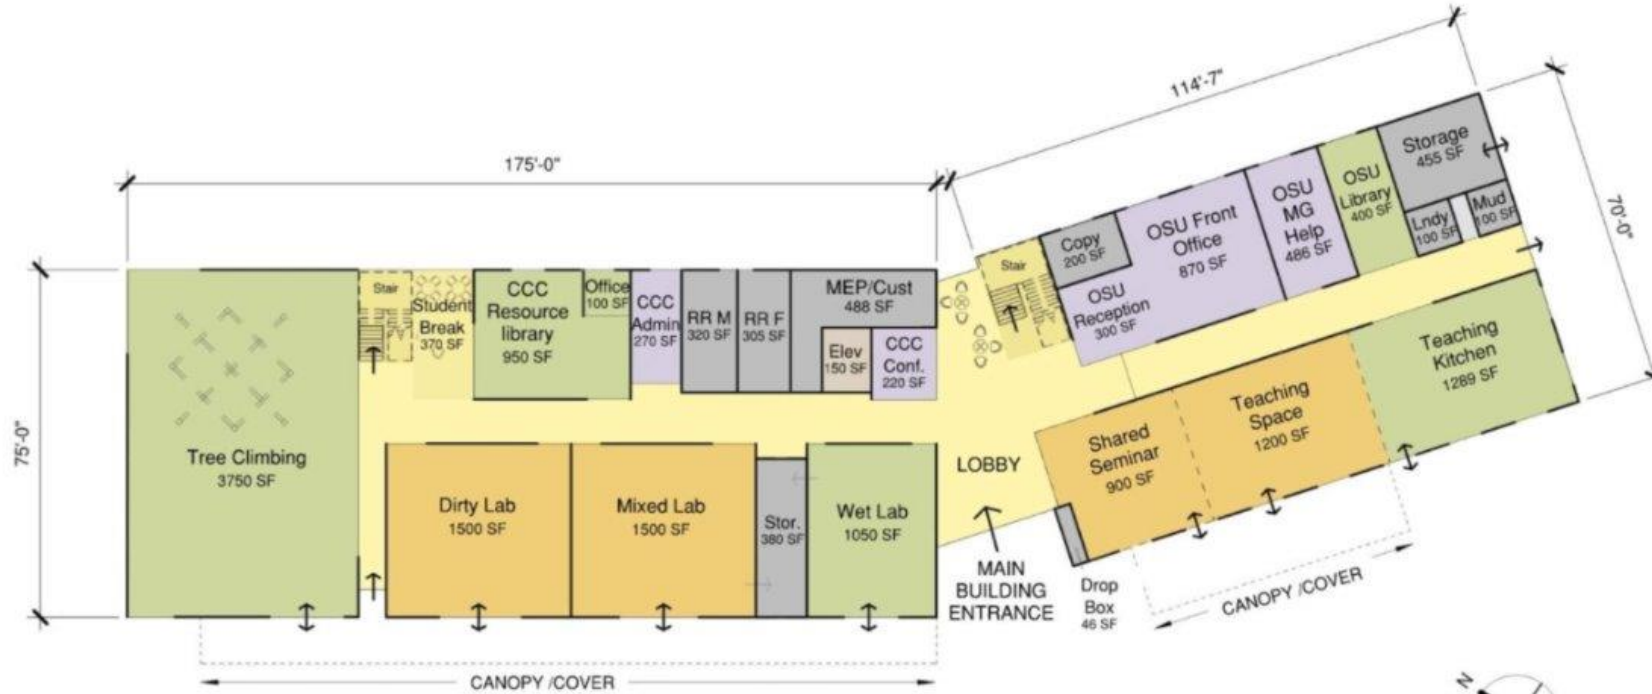 114'-7"
175'-0"
70'-0"
75'-0"
Tree Climbing
3750 SF
Stair
Student
Break
370 SF
CCC
Resource
library
950 SF
Office
100 SF
CCC
Admin
270 SF
RR M
320 SF
RR F
305 SF
MEP/Cust
488 SF
Elev
150 SF
CCC
Conf.
220 SF
Dirty Lab
1500 SF
Mixed Lab
1500 SF
Stor.
380 SF
Wet Lab
1050 SF
LOBBY
MAIN
BUILDING
ENTRANCE
CANOPY /COVER
Stair
Copy
200 SF
OSU
Reception
300 SF
OSU Front
Office
870 SF
OSU
MG
Help
486 SF
OSU
Library
400 SF
Storage
455 SF
Lndy
100 SF
Mud
100 SF
Shared
Seminar
900 SF
Teaching
Space
1200 SF
Teaching
Kitchen
1289 SF
Drop
Box
46 SF
CANOPY /COVER
N